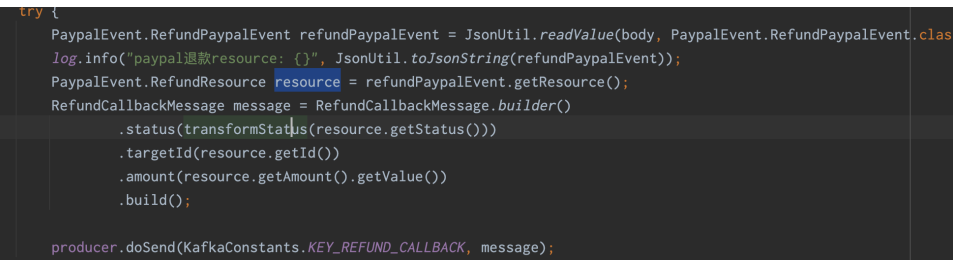 try {
PaypalEvent.RefundPaypalEvent refundPaypalEvent = JsonUtil.readValue(body, PaypalEvent.RefundPaypalEvent.clas
log.info("paypal退款resource: {}", JsonUtil.toJsonString(refundPaypalEvent));
PaypalEvent.RefundResource resource = refundPaypalEvent.getResource();
RefundCallbackMessage message = RefundCallbackMessage.builder()
.status(transformStatus(resource.getStatus()))
.targetId(resource.getId())
.amount(resource.getAmount().getValue())
.build();
producer.doSend(KafkaConstants.KEY_REFUND_CALLBACK, message);